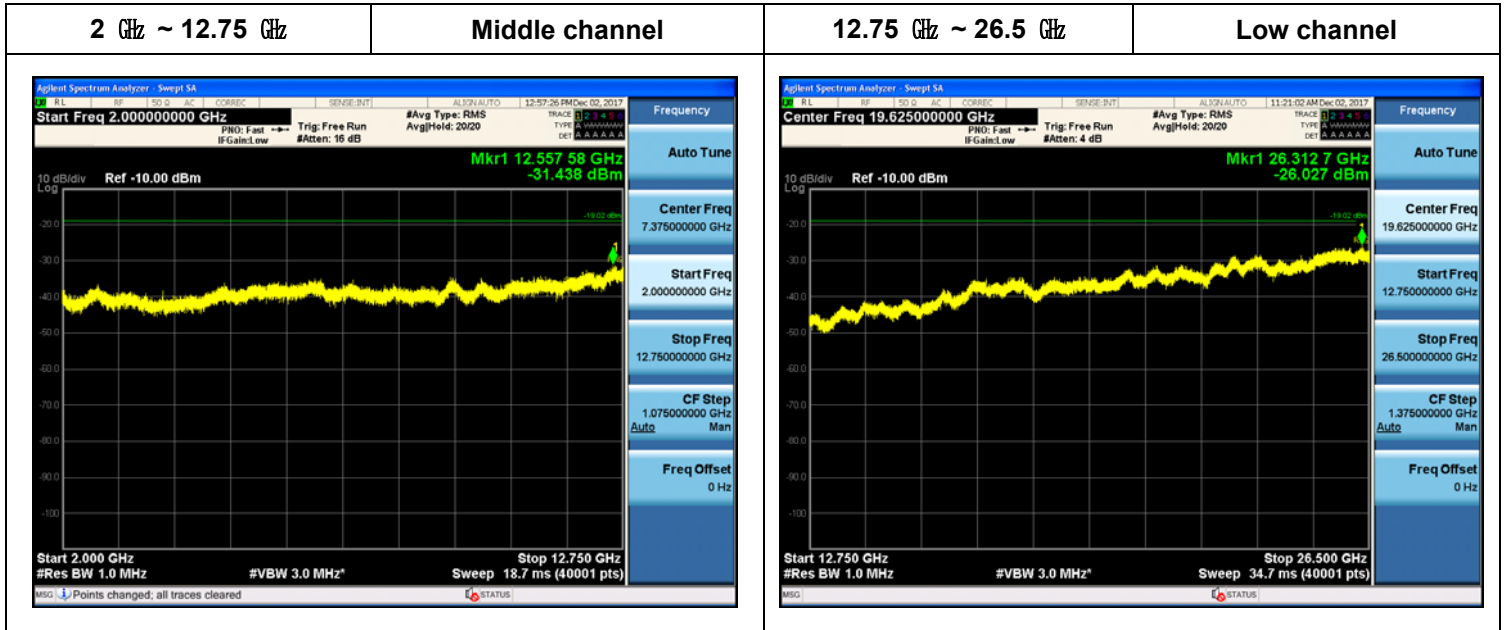 2 ㎓ ~ 12.75 ㎓
Middle channel
12.75 ㎓ ~ 26.5 ㎓
Low channel
Agilent Spectrum Analyzer - Swept SA
RL RF 50 Ω AC CORREC SENSE:INT ALIGN AUTO 12:57:26 PM Dec 02, 2017
Start Freq 2.000000000 GHz
PNO: Fast
IFGain:Low
Trig: Free Run
#Atten: 16 dB
#Avg Type: RMS
Avg|Hold: 20/20
TRACE 1 2 3 4 5 6
TYPE A
DET A A A A A A
Mkr1 12.557 58 GHz
-31.438 dBm
10 dB/div Ref -10.00 dBm
Log
-19.02 dBm
1
-20.0
-30.0
-40.0
-50.0
-60.0
-70.0
-80.0
-90.0
-100
Start 2.000 GHz
Stop 12.750 GHz
#Res BW 1.0 MHz
#VBW 3.0 MHz*
Sweep 18.7 ms (40001 pts)
MSG Points changed; all traces cleared
STATUS
Frequency
Auto Tune
Center Freq
7.375000000 GHz
Start Freq
2.000000000 GHz
Stop Freq
12.750000000 GHz
CF Step
1.075000000 GHz
Auto Man
Freq Offset
0 Hz
Agilent Spectrum Analyzer - Swept SA
RL RF 50 Ω AC CORREC SENSE:INT ALIGN AUTO 11:21:02 AM Dec 02, 2017
Center Freq 19.625000000 GHz
PNO: Fast
IFGain:Low
Trig: Free Run
#Atten: 4 dB
#Avg Type: RMS
Avg|Hold: 20/20
TRACE 1 2 3 4 5 6
TYPE A
DET A A A A A A
Mkr1 26.312 7 GHz
-26.027 dBm
10 dB/div Ref -10.00 dBm
Log
-19.02 dBm
1
-20.0
-30.0
-40.0
-50.0
-60.0
-70.0
-80.0
-90.0
-100
Start 12.750 GHz
Stop 26.500 GHz
#Res BW 1.0 MHz
#VBW 3.0 MHz*
Sweep 34.7 ms (40001 pts)
MSG
STATUS
Frequency
Auto Tune
Center Freq
19.625000000 GHz
Start Freq
12.750000000 GHz
Stop Freq
26.500000000 GHz
CF Step
1.375000000 GHz
Auto Man
Freq Offset
0 Hz